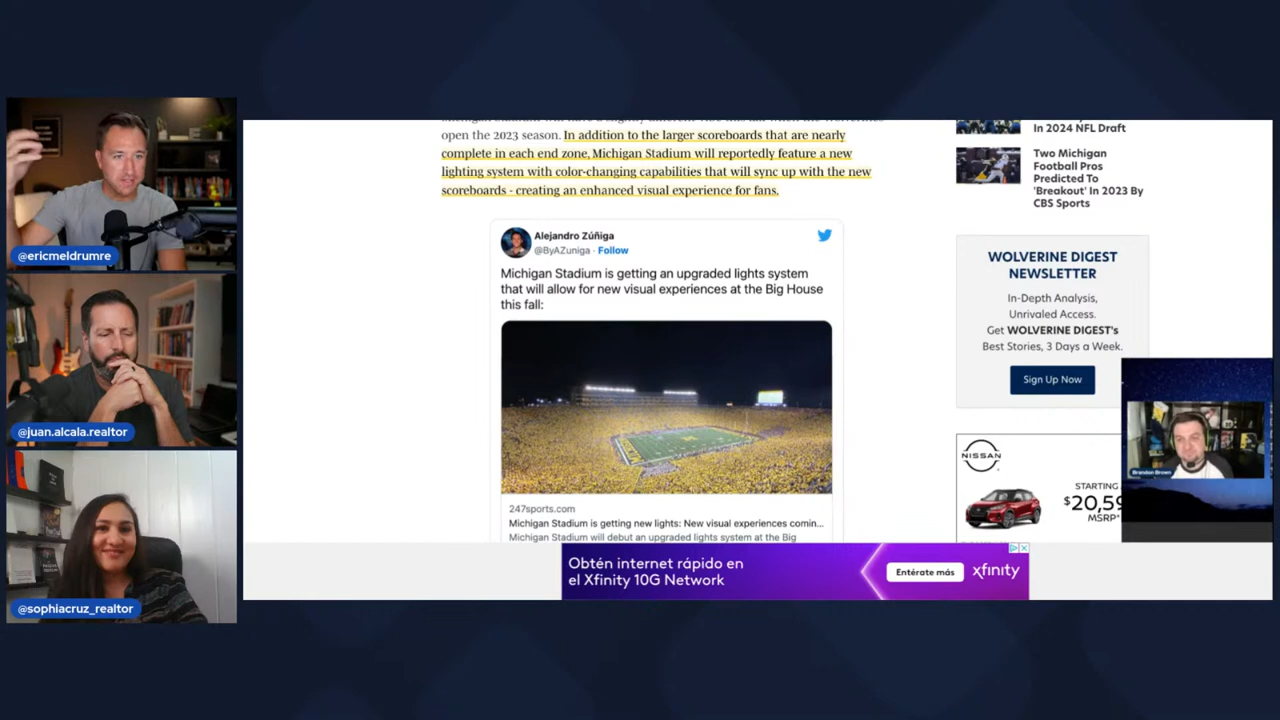 @ericmeldrumre
@juan.alcala.realtor
@sophiacruz_realtor
open the 2023 season. In addition to the larger scoreboards that are nearly
complete in each end zone, Michigan Stadium will reportedly feature a new
lighting system with color-changing capabilities that will sync up with the new
scoreboards - creating an enhanced visual experience for fans.
Alejandro Zúñiga
@ByAZuniga · Follow
Michigan Stadium is getting an upgraded lights system
that will allow for new visual experiences at the Big House
this fall:
247sports.com
Michigan Stadium is getting new lights: New visual experiences comin...
Michigan Stadium will debut an upgraded lights system at the Big
In 2024 NFL Draft
Two Michigan
Football Pros
Predicted To
'Breakout' In 2023 By
CBS Sports
WOLVERINE DIGEST
NEWSLETTER
In-Depth Analysis,
Unrivaled Access.
Get WOLVERINE DIGEST's
Best Stories, 3 Days a Week.
Sign Up Now
NISSAN
STARTING
$20,59
MSRP
Brandon Brown
Obtén internet rápido en
el Xfinity 10G Network
Entérate más
xfinity